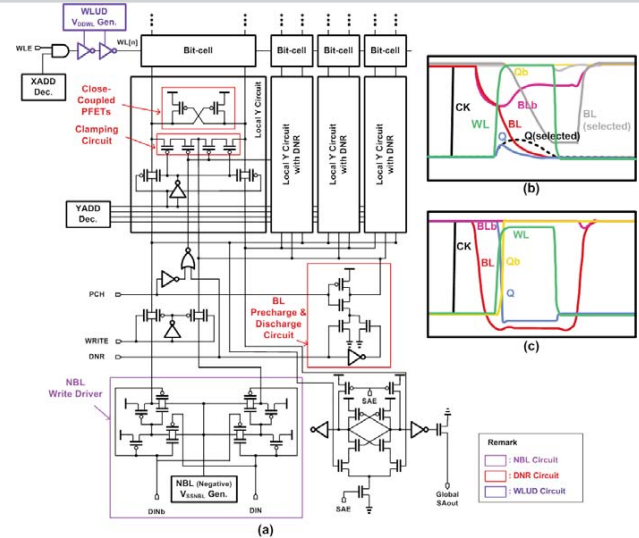 WLUD
VDDWL Gen.
WLE
WL[n]
XADD
Dec.
Bit-cell
Bit-cell
Bit-cell
Bit-cell
Close-
Coupled
PFETs
Clamping
Circuit
Local Y Circuit
Local Y Circuit
with DNR
Local Y Circuit
with DNR
Local Y Circuit
with DNR
YADD
Dec.
PCH
WRITE
DNR
BL
Precharge &
Discharge
Circuit
NBL
Write Driver
NBL (Negative)
VSSNBL Gen.
DINb
DIN
SAE
SAE
Global
SAout
(a)
CK
WL
Qb
BLb
BL
Q
Q(selected)
BL
(selected)
(b)
BLb
WL
CK
BL
Qb
Q
(c)
Remark
: NBL Circuit
: DNR Circuit
: WLUD Circuit